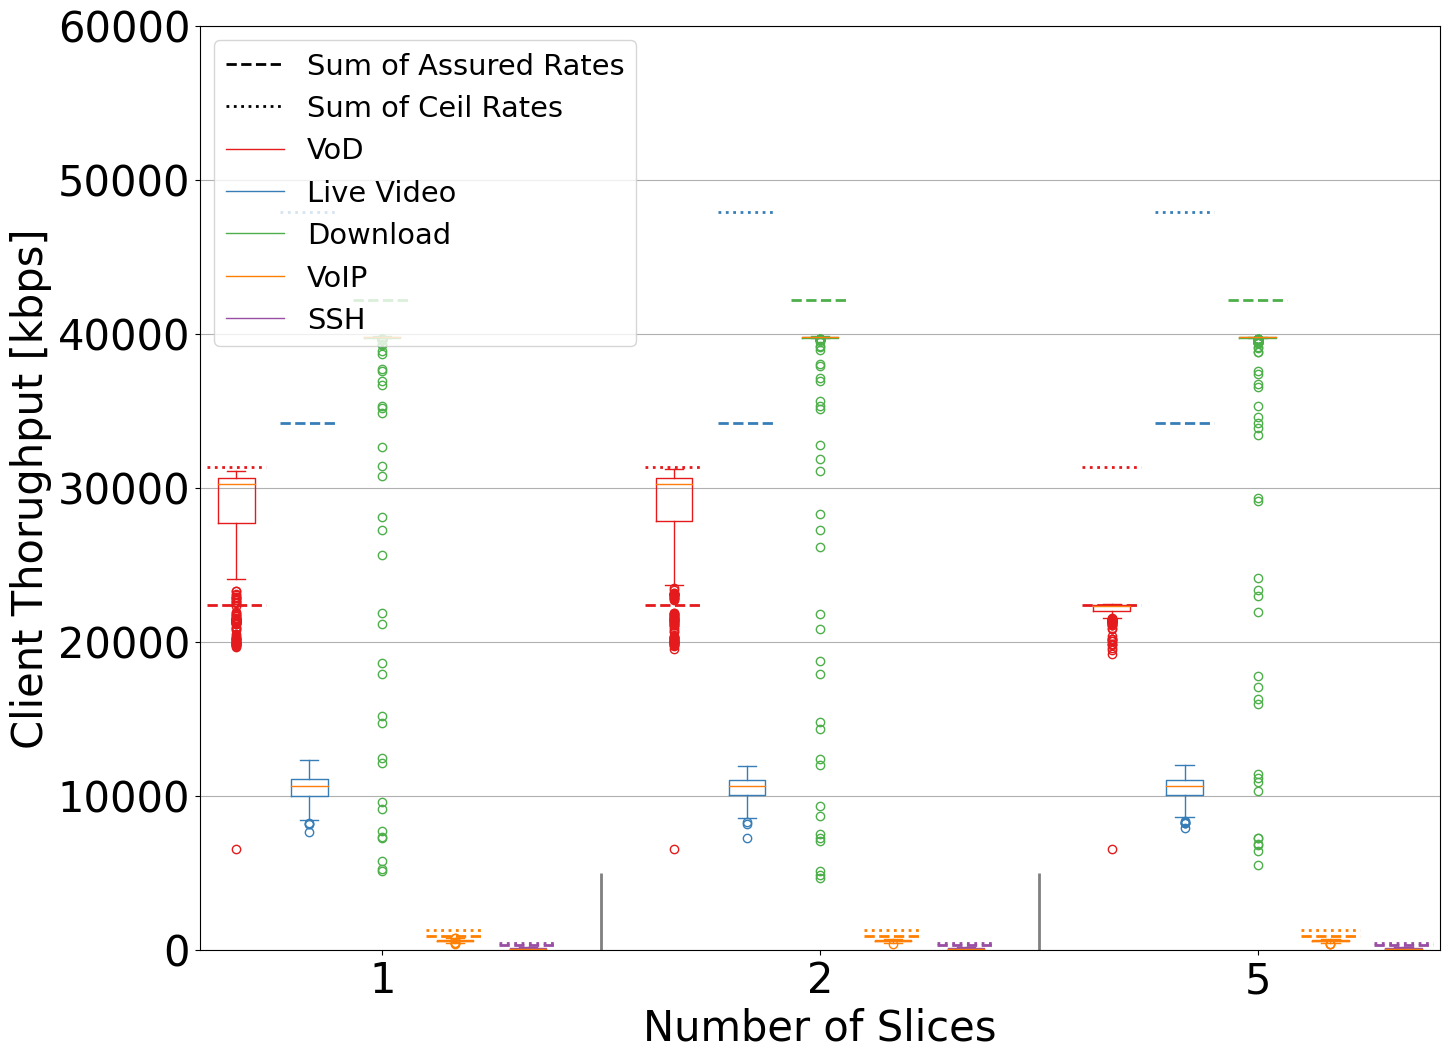 60000
50000
40000
30000
20000
10000
0
Client Thorughput [kbps]
Sum of Assured Rates
Sum of Ceil Rates
VoD
Live Video
Download
VoIP
SSH
1
2
5
Number of Slices